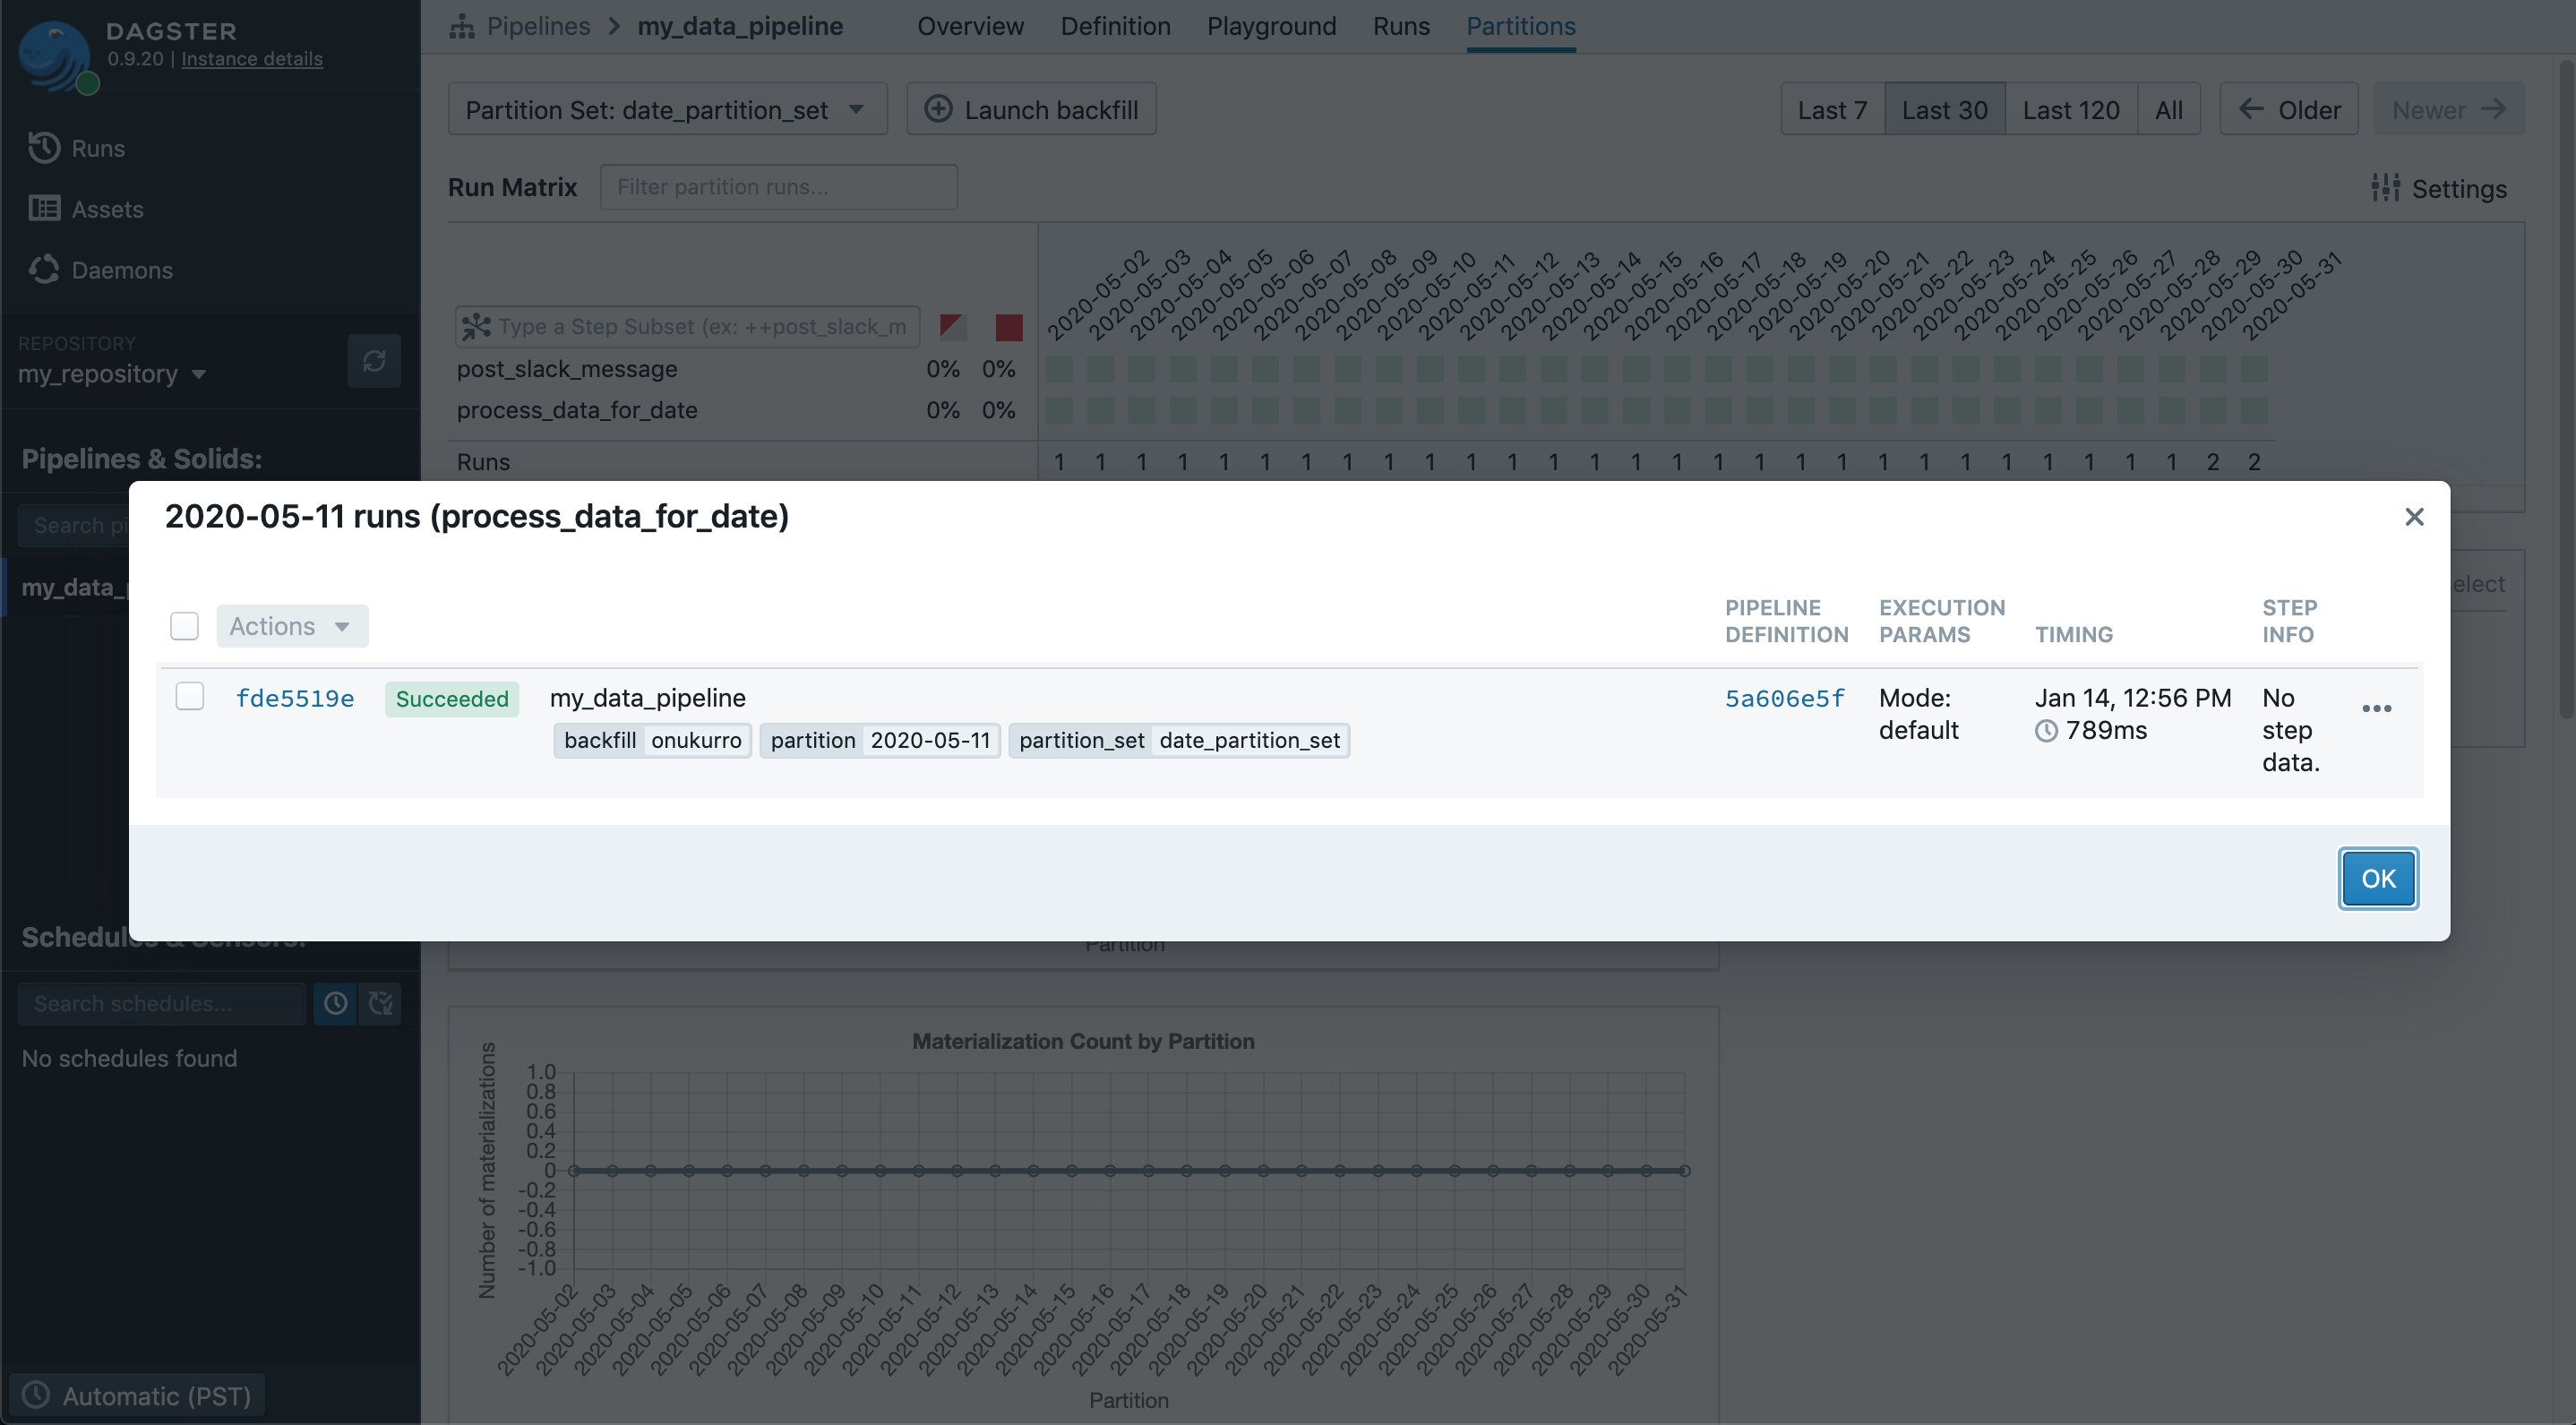 DAGSTER
0.9.20 | Instance details
Runs
Assets
Daemons
REPOSITORY
my_repository
Pipelines & Solids:
Search pi
my_data_p
Schedules & Sensors:
Search schedules...
No schedules found
Automatic (PST)
Pipelines > my_data_pipeline
Overview Definition Playground Runs Partitions
Partition Set: date_partition_set
Launch backfill
Last 7 Last 30 Last 120 All
Older
Newer
Run Matrix
Filter partition runs...
Settings
2020-05-02 2020-05-03 2020-05-04 2020-05-05 2020-05-06 2020-05-07 2020-05-08 2020-05-09 2020-05-10 2020-05-11 2020-05-12 2020-05-13 2020-05-14 2020-05-15 2020-05-16 2020-05-17 2020-05-18 2020-05-19 2020-05-20 2020-05-21 2020-05-22 2020-05-23 2020-05-24 2020-05-25 2020-05-26 2020-05-27 2020-05-28 2020-05-29 2020-05-30 2020-05-31
Type a Step Subset (ex: ++post_slack_m
post_slack_message 0% 0%
process_data_for_date 0% 0%
Runs 1 1 1 1 1 1 1 1 1 1 1 1 1 1 1 1 1 1 1 1 1 1 1 1 1 1 1 1 2 2
elect
2020-05-11 runs (process_data_for_date)
Actions
PIPELINE DEFINITION
EXECUTION PARAMS
TIMING
STEP INFO
fde5519e
Succeeded
my_data_pipeline
backfill onukurro
partition 2020-05-11
partition_set date_partition_set
5a606e5f
Mode:
default
Jan 14, 12:56 PM
789ms
No
step
data.
OK
Partition
Materialization Count by Partition
Number of materializations
1.0
0.8
0.6
0.4
0.2
0
-0.2
-0.4
-0.6
-0.8
-1.0
2020-05-02 2020-05-03 2020-05-04 2020-05-05 2020-05-06 2020-05-07 2020-05-08 2020-05-09 2020-05-10 2020-05-11 2020-05-12 2020-05-13 2020-05-14 2020-05-15 2020-05-16 2020-05-17 2020-05-18 2020-05-19 2020-05-20 2020-05-21 2020-05-22 2020-05-23 2020-05-24 2020-05-25 2020-05-26 2020-05-27 2020-05-28 2020-05-29 2020-05-30 2020-05-31
Partition